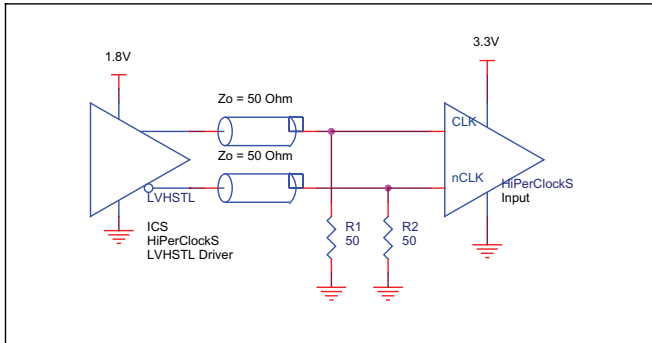 1.8V
3.3V
Zo = 50 Ohm
CLK
Zo = 50 Ohm
nCLK
LVHSTL
HiPerClockS
Input
ICS
HiPerClockS
LVHSTL Driver
R1
50
R2
50